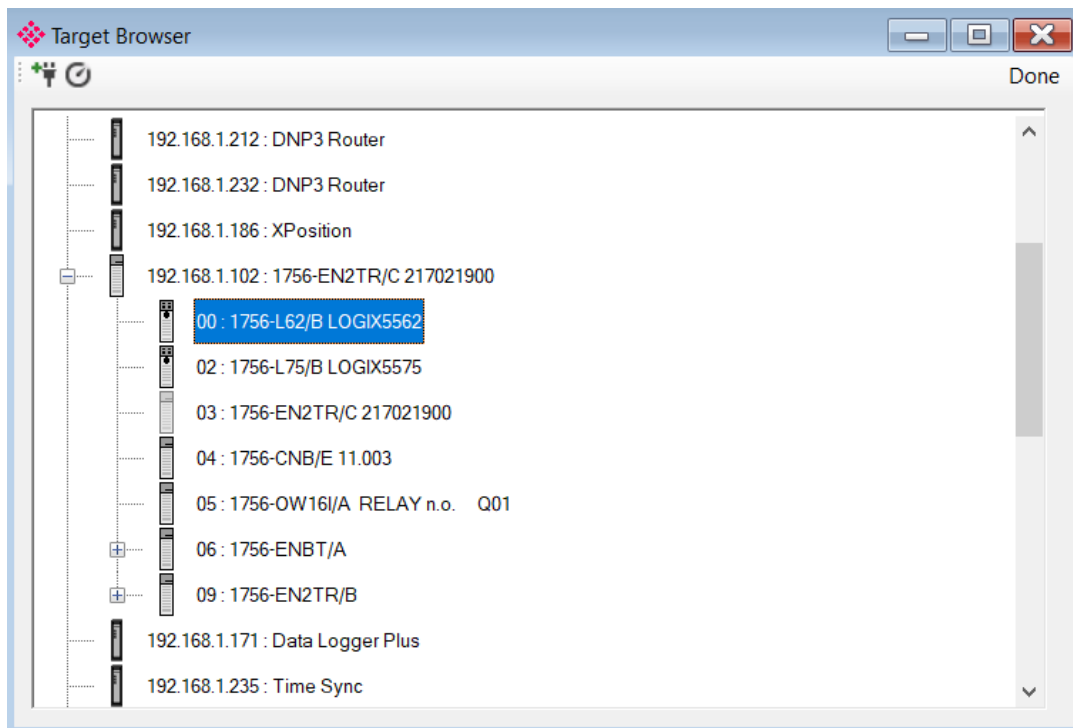 Target Browser
Done
192.168.1.212 : DNP3 Router
192.168.1.232 : DNP3 Router
192.168.1.186 : XPosition
192.168.1.102 : 1756-EN2TR/C 217021900
00 : 1756-L62/B LOGIX5562
02 : 1756-L75/B LOGIX5575
03 : 1756-EN2TR/C 217021900
04 : 1756-CNB/E 11.003
05 : 1756-OW16I/A  RELAY n.o.    Q01
06 : 1756-ENBT/A
09 : 1756-EN2TR/B
192.168.1.171 : Data Logger Plus
192.168.1.235 : Time Sync